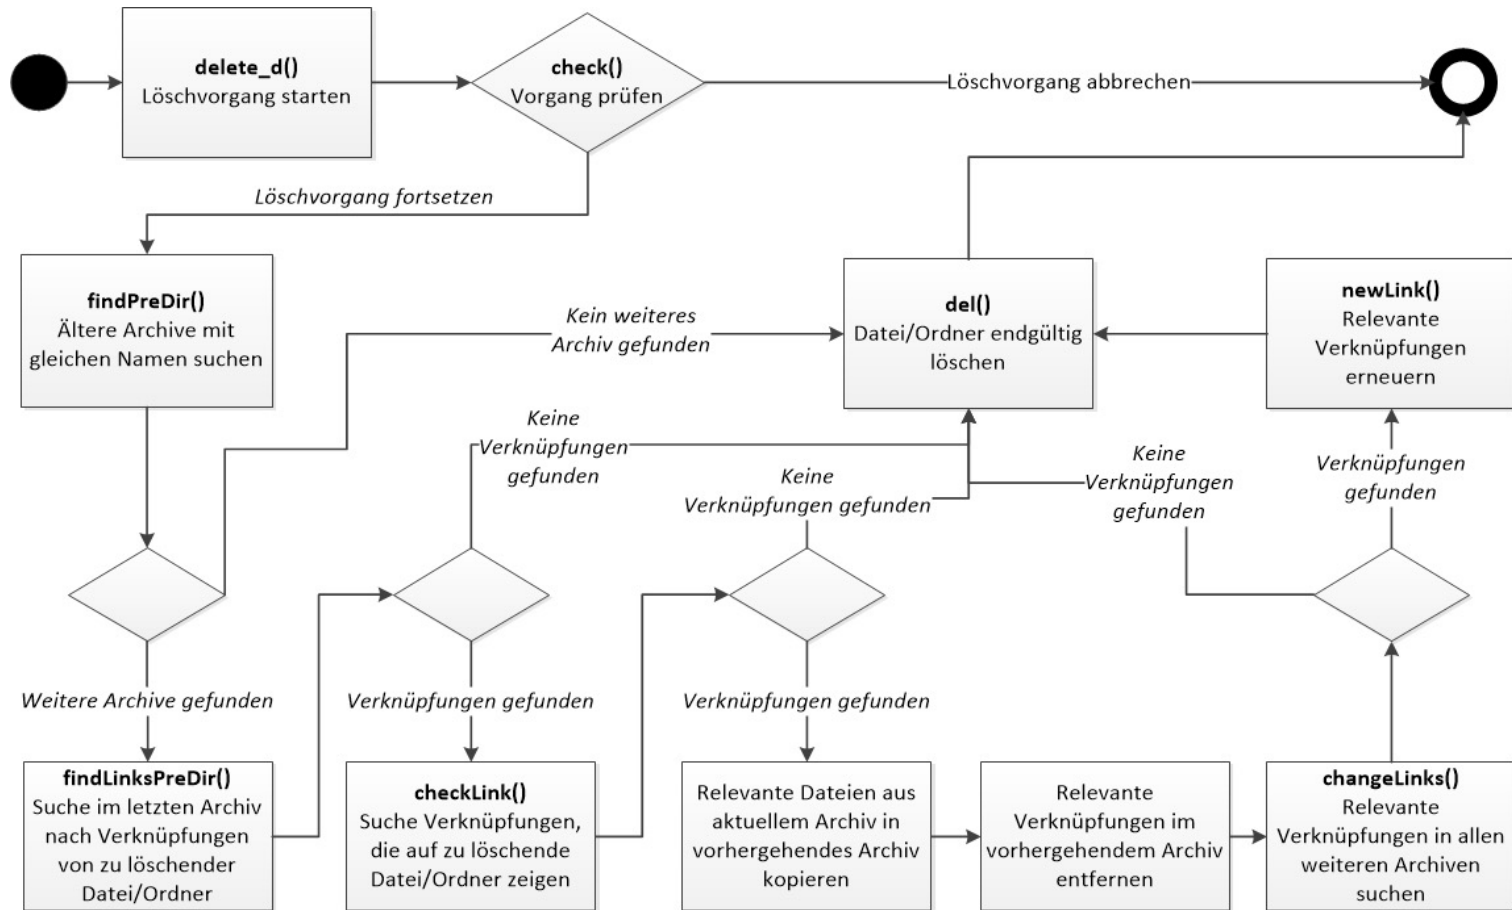 delete_d()
Löschvorgang starten
check()
Vorgang prüfen
Löschvorgang abbrechen
Löschvorgang fortsetzen
findPreDir()
Ältere Archive mit
gleichen Namen suchen
Kein weiteres
Archiv gefunden
del()
Datei/Ordner endgültig
löschen
newLink()
Relevante
Verknüpfungen
erneuern
Keine
Verknüpfungen
gefunden
Keine
Verknüpfungen gefunden
Keine
Verknüpfungen
gefunden
Verknüpfungen
gefunden
Weitere Archive gefunden
Verknüpfungen gefunden
Verknüpfungen gefunden
findLinksPreDir()
Suche im letzten Archiv
nach Verknüpfungen
von zu löschender
Datei/Ordner
checkLink()
Suche Verknüpfungen,
die auf zu löschende
Datei/Ordner zeigen
Relevante Dateien aus
aktuellem Archiv in
vorhergehendes Archiv
kopieren
Relevante
Verknüpfungen im
vorhergehendem Archiv
entfernen
changeLinks()
Relevante
Verknüpfungen in allen
weiteren Archiven
suchen